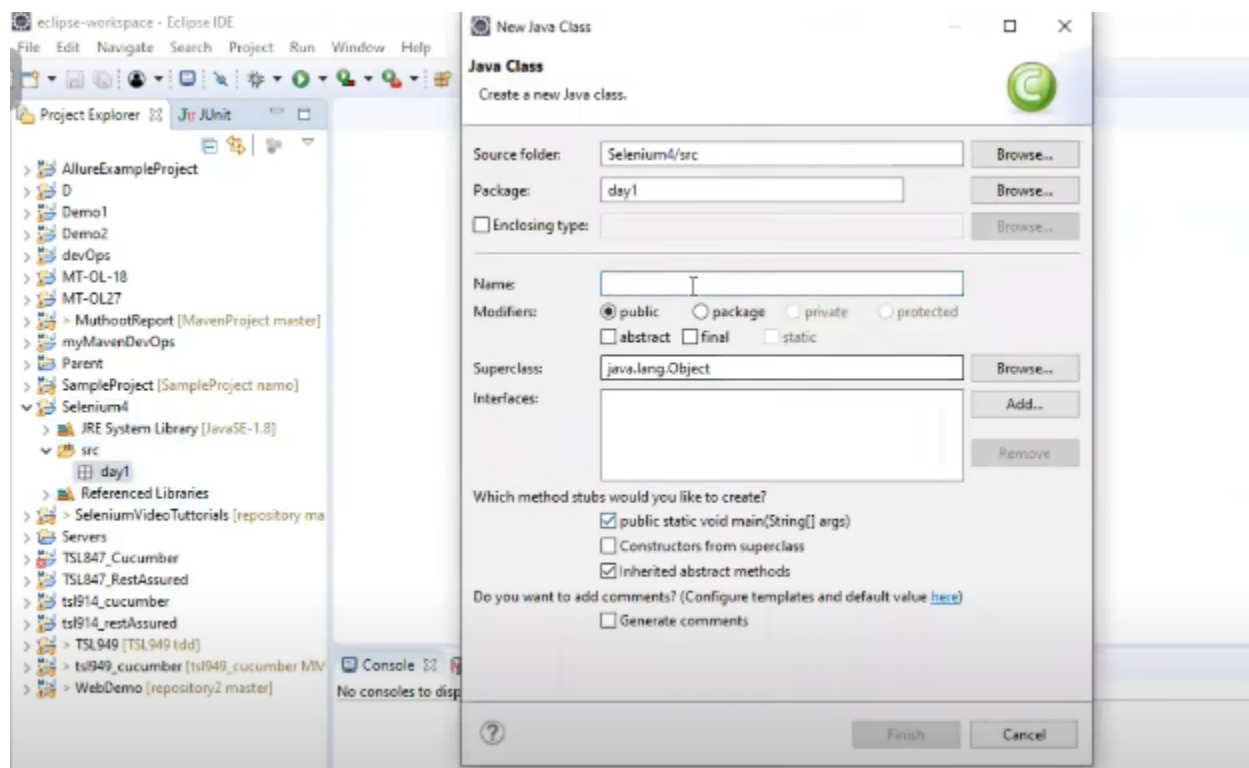 eclipse-workspace - Eclipse IDE
File Edit Navigate Search Project Run Window Help
Project Explorer JUnit
AllureExampleProject
D
Demo1
Demo2
devOps
MT-OL-18
MT-OL27
> MuthootReport [MavenProject master]
myMavenDevOps
Parent
SampleProject [SampleProject namo]
Selenium4
JRE System Library [JavaSE-1.8]
src
day1
Referenced Libraries
> SeleniumVideoTuttorials [repository ma
Servers
TSL847_Cucumber
TSL847_RestAssured
tsl914_cucumber
tsl914_restAssured
> TSL949 [TSL949 tdd]
> tsl949_cucumber [tsl949_cucumber MM
> WebDemo [repository2 master]
Console
No consoles to disp
New Java Class
Java Class
Create a new Java class.
Source folder: Selenium4/src Browse...
Package: day1 Browse...
Enclosing type: Browse...
Name:
Modifiers: public package private protected
abstract final static
Superclass: java.lang.Object Browse...
Interfaces: Add...
Remove
Which method stubs would you like to create?
public static void main(String[] args)
Constructors from superclass
Inherited abstract methods
Do you want to add comments? (Configure templates and default value here)
Generate comments
? Finish Cancel